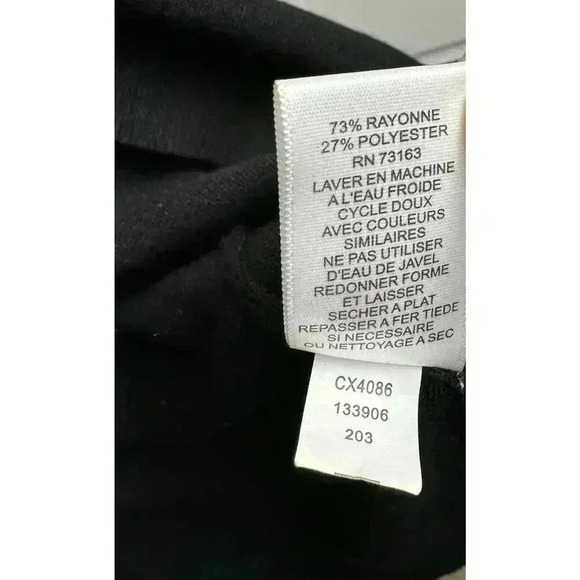 73% RAYONNE
27% POLYESTER
RN 73163
LAVER EN MACHINE
A L'EAU FROIDE
CYCLE DOUX
AVEC COULEURS
SIMILAIRES
NE PAS UTILISER
D'EAU DE JAVEL
REDONNER FORME
ET LAISSER
SECHER A PLAT
REPASSER A FER TIEDE
SI NECESSAIRE
OU NETTOYAGE A SEC
CX4086
133906
203